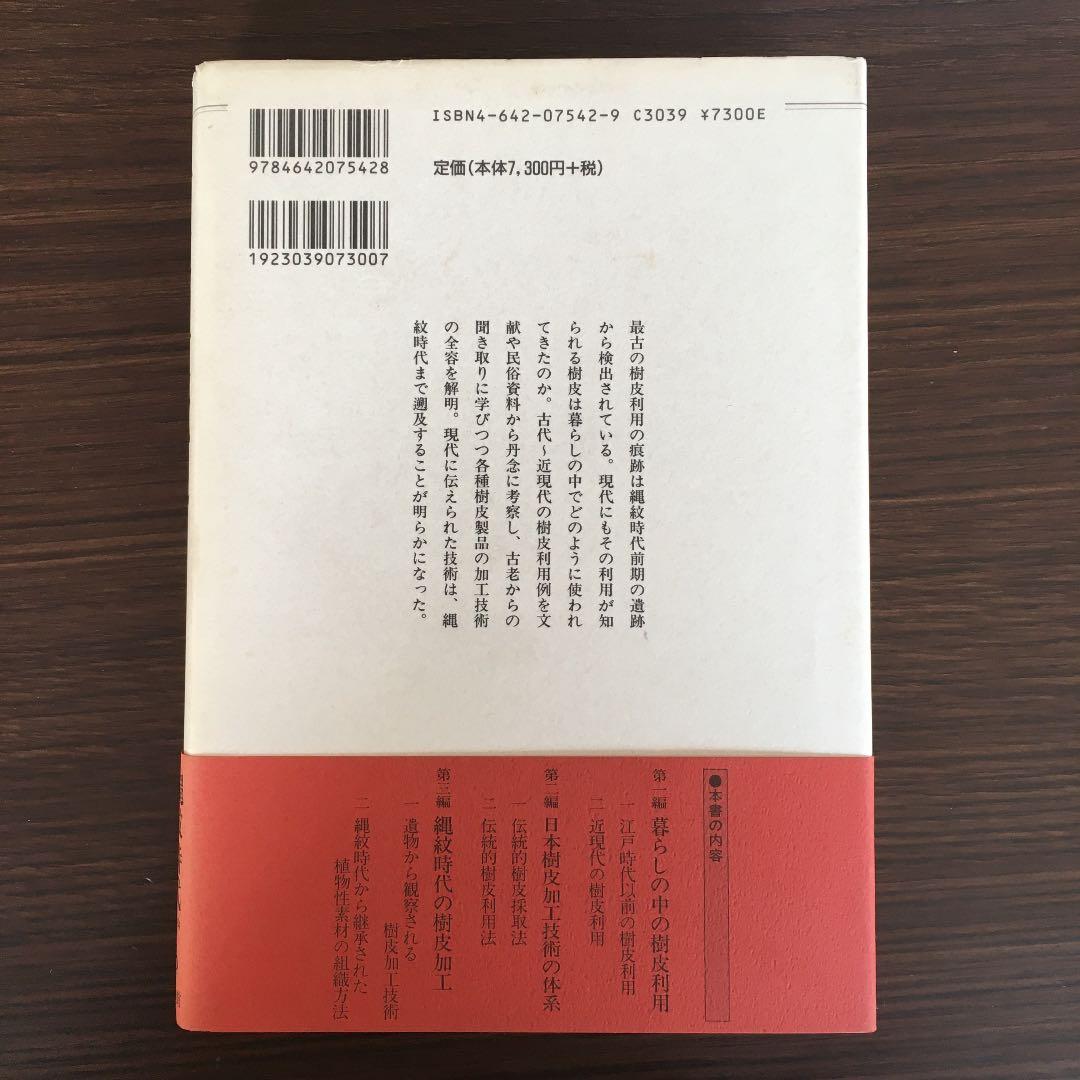 ISBN4-642-07542-9 C3039 ¥7300E
9784642075428
定価(本体7,300円+税)
1923039073007
最古の樹皮利用の痕跡は縄紋時代前期の遺跡
から検出されている。現代にもその利用が知
られる樹皮は暮らしの中でどのように使われ
てきたのか。古代～近現代の樹皮利用例を文
献や民俗資料から丹念に考察し、古老からの
聞き取りに学びつつ各種樹皮製品の加工技術
の全容を解明。現代に伝えられた技術は、縄
紋時代まで遡及することが明らかになった。
●本書の内容
第一編 暮らしの中の樹皮利用
一 江戸時代以前の樹皮利用
二 近現代の樹皮利用
第二編 日本樹皮加工技術の体系
一 伝統的樹皮採取法
二 伝統的樹皮利用法
第三編 縄紋時代の樹皮加工
一 遺物から観察される
樹皮加工技術
二 縄紋時代から継承された
植物性素材の組織方法